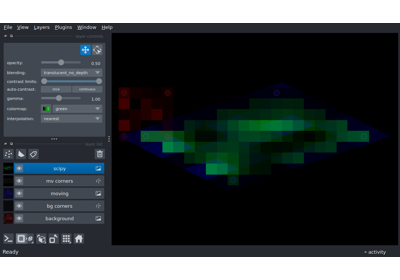 File View Layers Plugins Window Help
opacity: 0.50
blending: translucent_no_depth
contrast limits:
auto-contrast: once continuous
gamma: 1.00
colormap: green
interpolation: nearest
scipy
mv corners
moving
bg corners
background
Ready activity